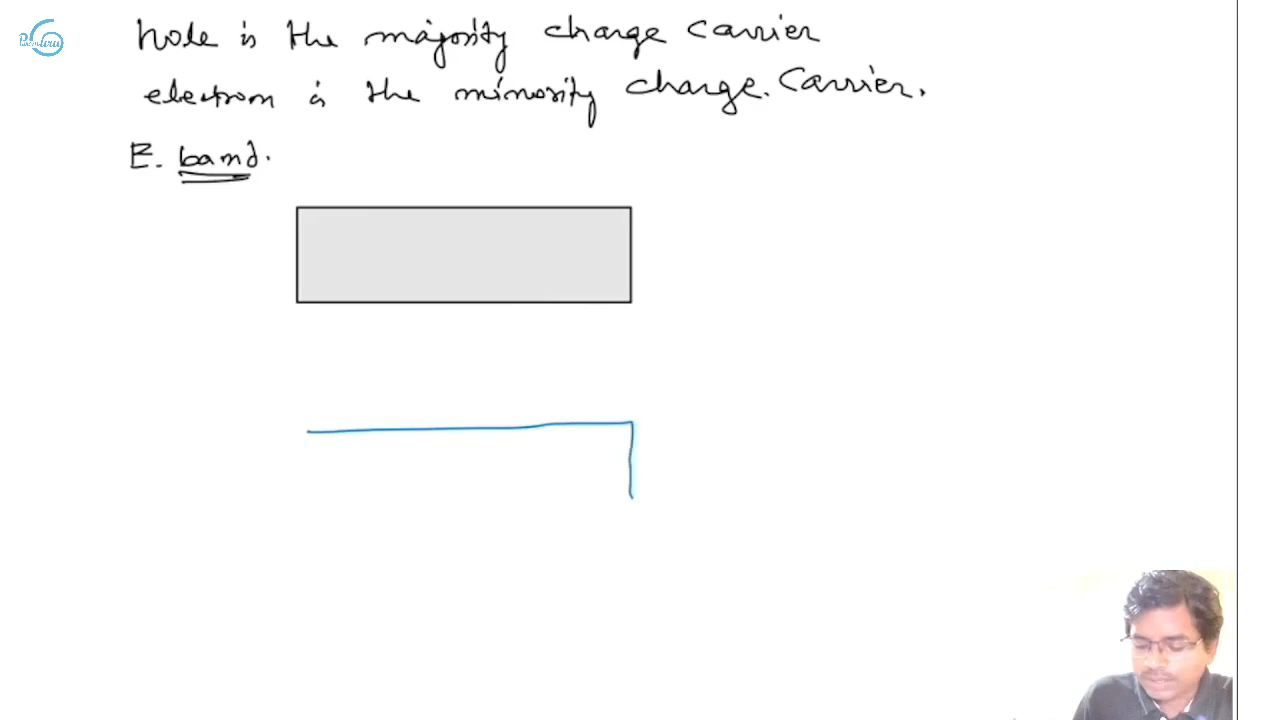 hole is the majority charge carrier
electron is the minority charge. Carrier.
E. band.